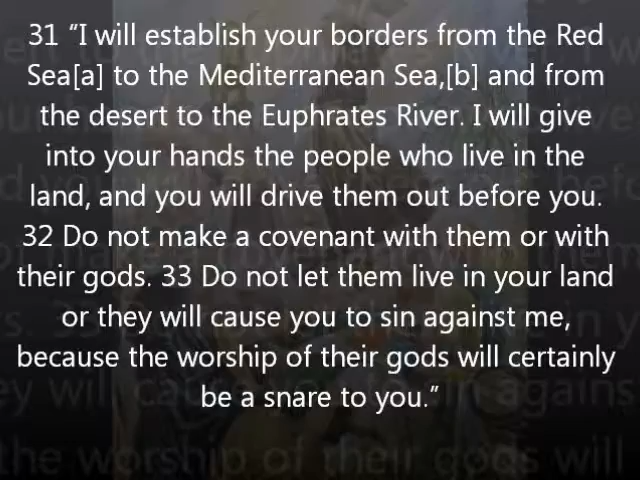 31 “I will establish your borders from the Red
Sea[a] to the Mediterranean Sea,[b] and from
the desert to the Euphrates River. I will give
into your hands the people who live in the
land, and you will drive them out before you.
32 Do not make a covenant with them or with
their gods. 33 Do not let them live in your land
or they will cause you to sin against me,
because the worship of their gods will certainly
be a snare to you.”